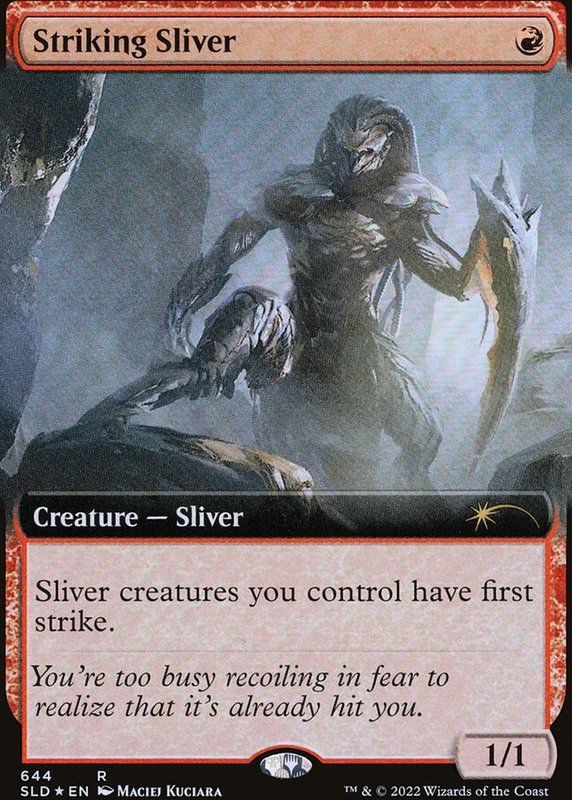 Striking Sliver
Creature — Sliver
Sliver creatures you control have first
strike.
You're too busy recoiling in fear to
realize that it's already hit you.
1/1
644 R
SLD ★ EN Maciej Kuciara
™ & © 2022 Wizards of the Coast